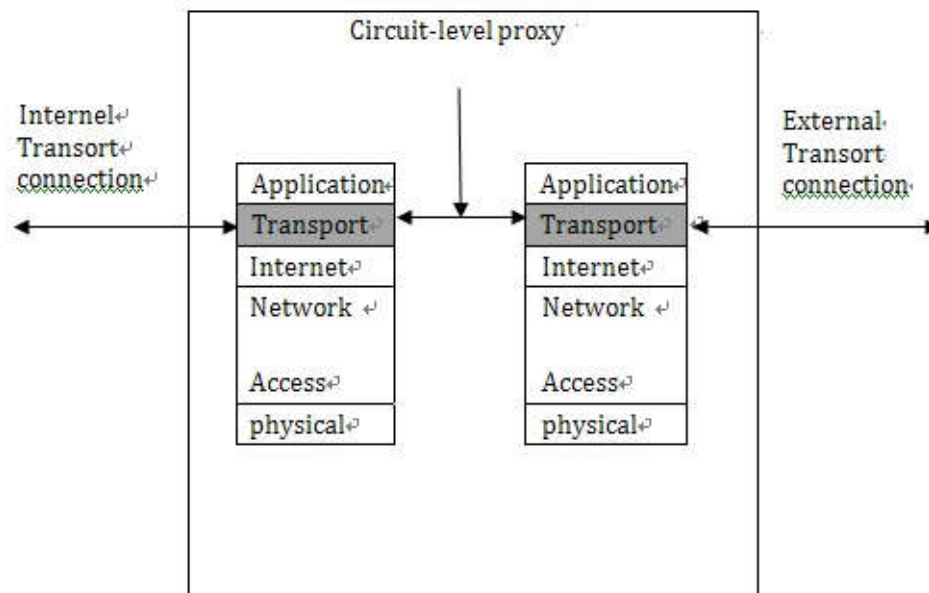 Circuit-level proxy
Internel
Transort
connection
External
Transort
connection
Application
Transport
Internet
Network
Access
physical
Application
Transport
Internet
Network
Access
physical